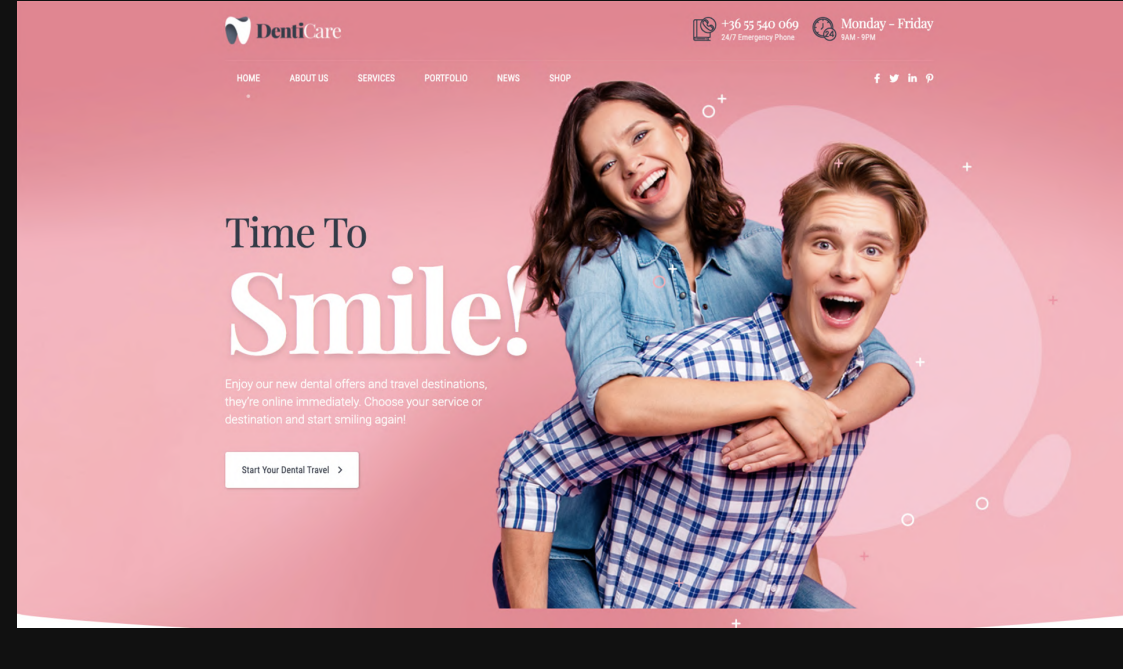 DentiCare
+36 55 540 069
24/7 Emergency Phone
24
Monday - Friday
9AM - 9PM
HOME
ABOUT US
SERVICES
PORTFOLIO
NEWS
SHOP
Time To
Smile!
Enjoy our new dental offers and travel destinations,
they're online immediately. Choose your service or
destination and start smiling again!
Start Your Dental Travel